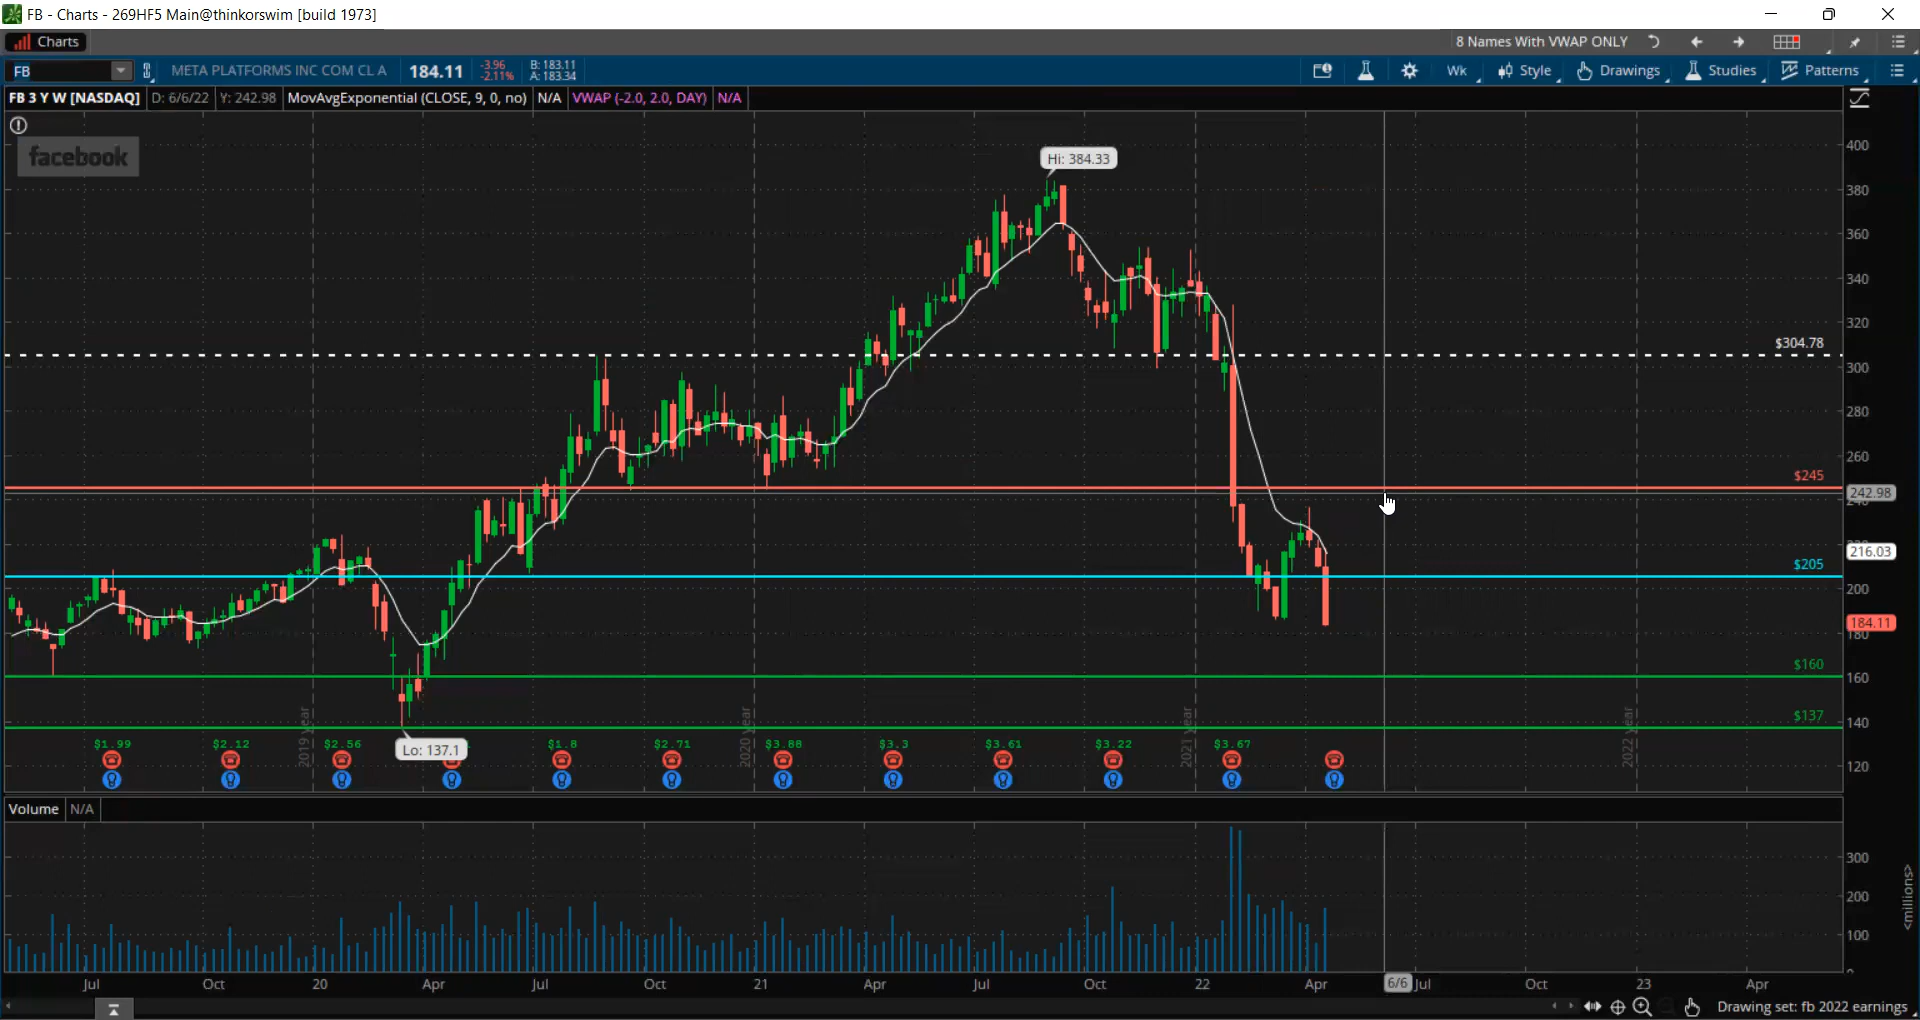 FB - Charts - 269HF5 Main@thinkorswim [build 1973]
Charts
8 Names With VWAP ONLY
FB
META PLATFORMS INC COM CL A
184.11
-3.96
-2.11%
B: 183.11
A: 183.34
Wk
Style
Drawings
Studies
Patterns
FB 3 Y W [NASDAQ]
D: 6/6/22
Y: 242.98
MovAvgExponential (CLOSE, 9, 0, no)
N/A
VWAP (-2.0, 2.0, DAY)
N/A
facebook
Hi: 384.33
400
380
360
340
$304.78
320
300
280
260
$245
242.98
216.03
$205
200
184.11
180
$160
160
$137
140
120
$1.99
$2.12
2019 year
$2.56
Lo: 137.1
$1.8
$2.71
2020 year
$3.88
$3.3
$3.61
$3.22
2021 year
$3.67
2022 year
Volume
N/A
300
200
100
<millions>
Jul
Oct
20
Apr
Jul
Oct
21
Apr
Jul
Oct
22
Apr
6/6
Jul
Oct
23
Apr
Drawing set: fb 2022 earnings